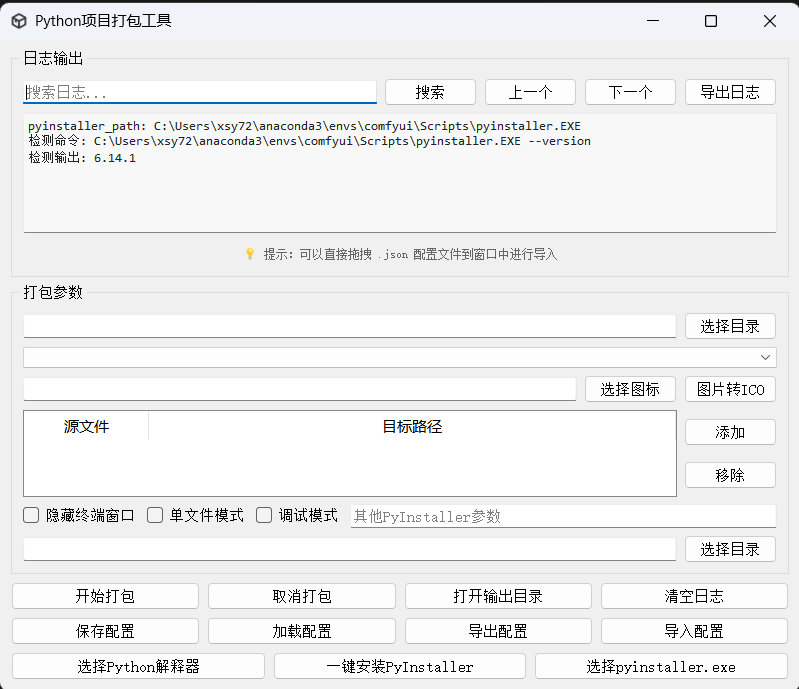 Python项目打包工具
日志输出
搜索日志...
搜索
上一个
下一个
导出日志
pyinstaller_path: C:\Users\xsy72\anaconda3\envs\comfyui\Scripts\pyinstaller.EXE
检测命令: C:\Users\xsy72\anaconda3\envs\comfyui\Scripts\pyinstaller.EXE --version
检测输出: 6.14.1
提示: 可以直接拖拽 .json 配置文件到窗口中进行导入
打包参数
选择目录
选择图标
图片转ICO
源文件
目标路径
添加
移除
隐藏终端窗口
单文件模式
调试模式
其他PyInstaller参数
选择目录
开始打包
取消打包
打开输出目录
清空日志
保存配置
加载配置
导出配置
导入配置
选择Python解释器
一键安装PyInstaller
选择pyinstaller.exe